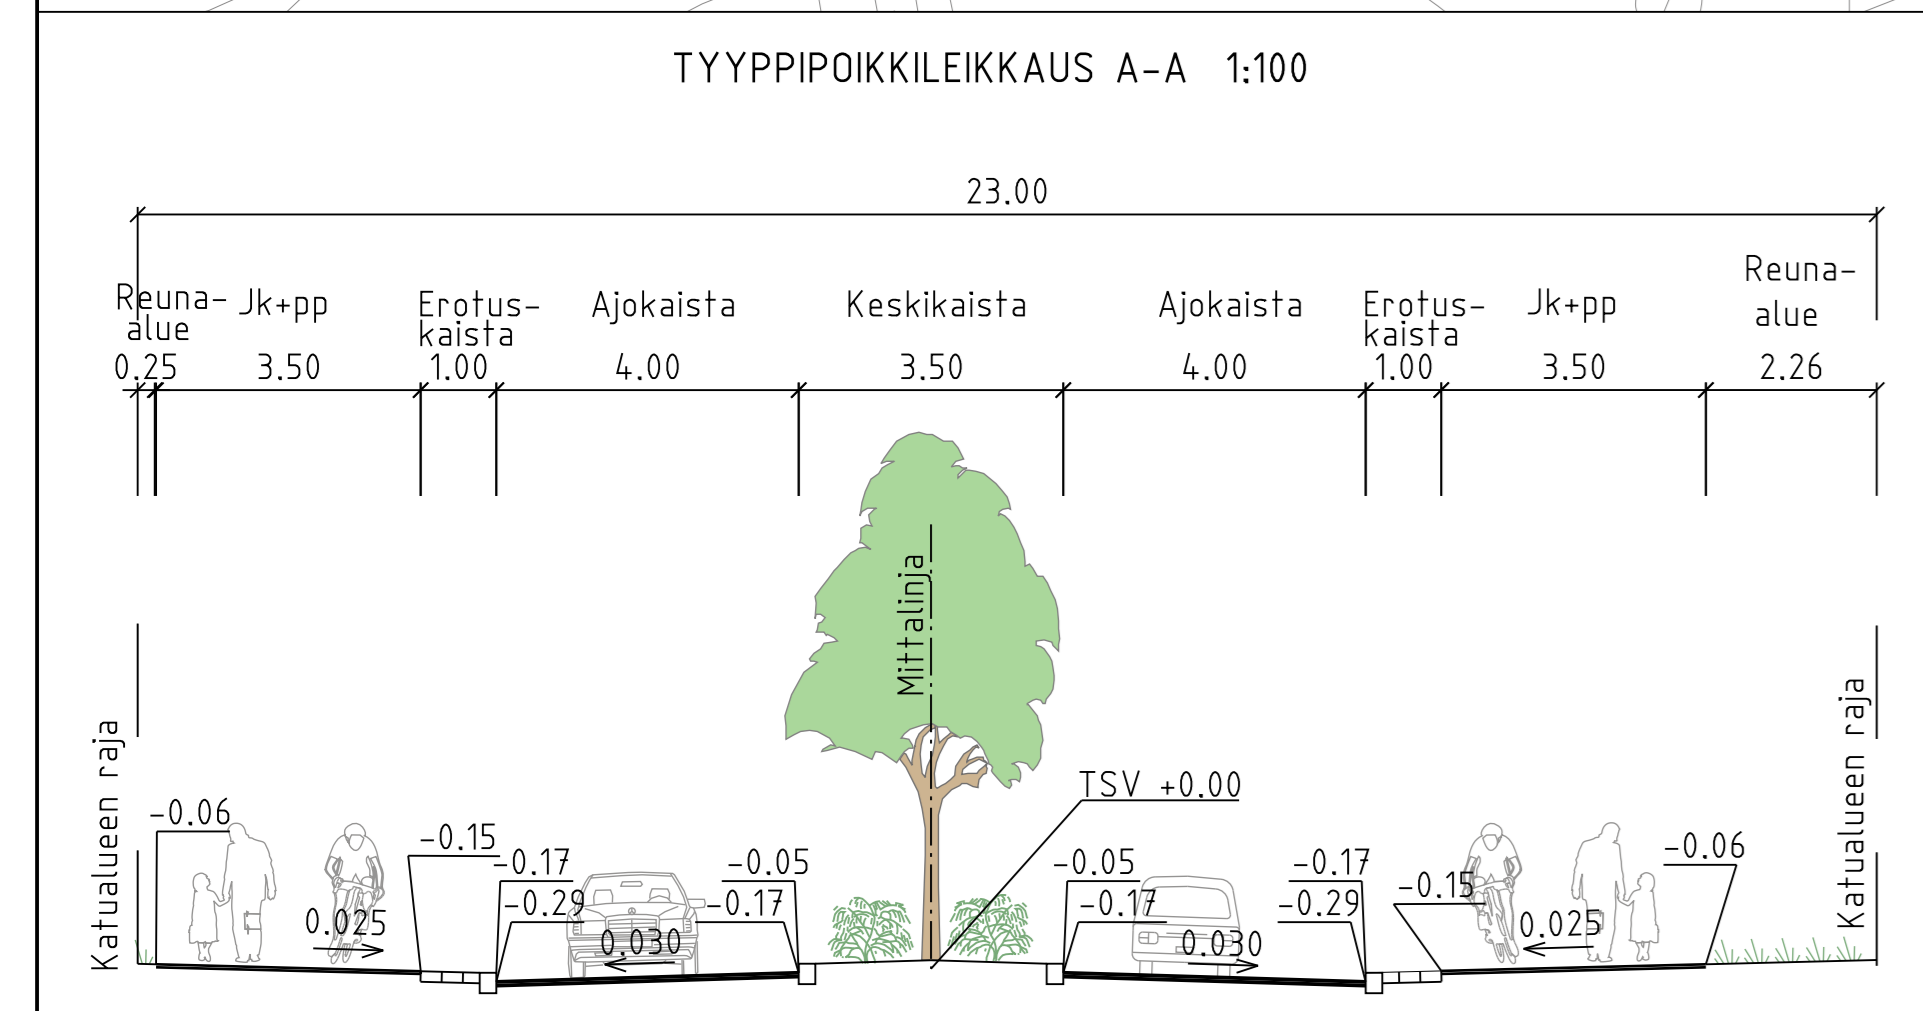 TYYPPIPOIKKILEIKKAUS A-A 1:100
23.00
Reuna-
alue
0.25
Jk+pp
3.50
Erotus-
kaista
1.00
Ajokaista
4.00
Keskikaista
3.50
Ajokaista
4.00
Erotus-
kaista
1.00
Jk+pp
3.50
Reuna-
alue
2.26
Mittalinja
Katualueen raja
Katualueen raja
TSV +0.00
-0.06
0.025
-0.15
-0.17
-0.29
0.030
-0.05
-0.17
-0.05
-0.17
0.030
-0.17
-0.29
-0.15
0.025
-0.06